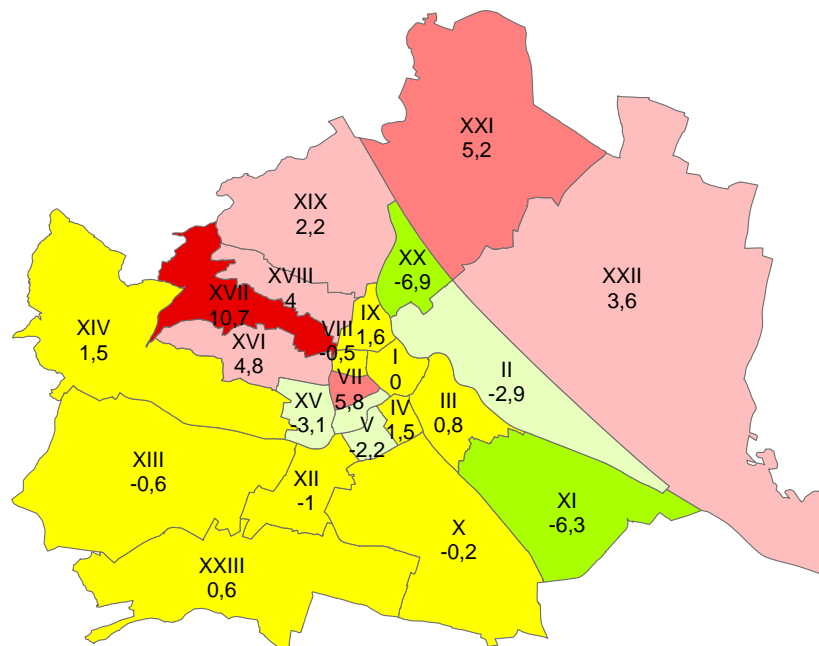 XXI
5,2
XIX
2,2
XX
-6,9
XXII
3,6
XVIII
4
XVII
10,7
XIV
1,5
IX
1,6
VIII
-0,5
XVI
4,8
I
0
II
-2,9
VII
5,8
XV
-3,1
IV
1,5
III
0,8
V
-2,2
XIII
-0,6
XII
-1
XI
-6,3
X
-0,2
XXIII
0,6